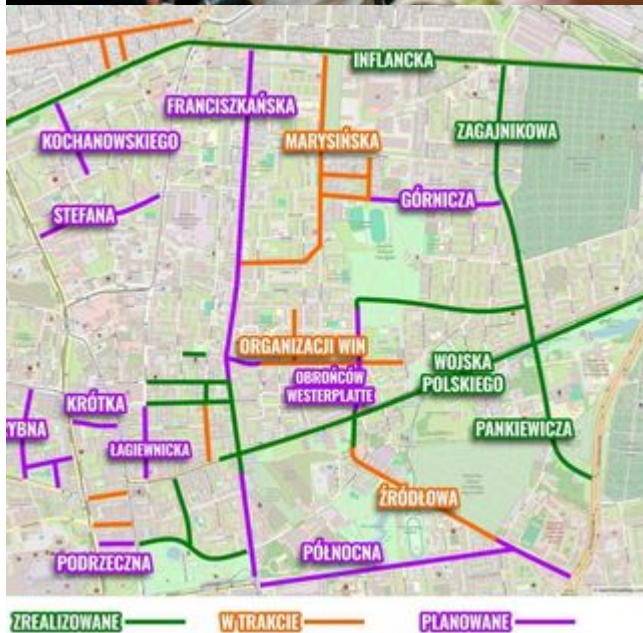 INFLANCKA
FRANCISZKAŃSKA
KOCHANOWSKIEGO
MARYSIŃSKA
ZAGAJNIKOWA
STEFANA
GÓRNICZA
ORGANIZACJI WIN
OBROŃCÓW
WESTERPLATTE
WOJSKA
POLSKIEGO
KRÓTKA
YBNA
ŁAGIEWNICKA
PANKIEWICZA
ŹRÓDŁOWA
PÓŁNOCNA
PODRZECZNA
ZREALIZOWANE
W TRAKCIE
PLANOWANE